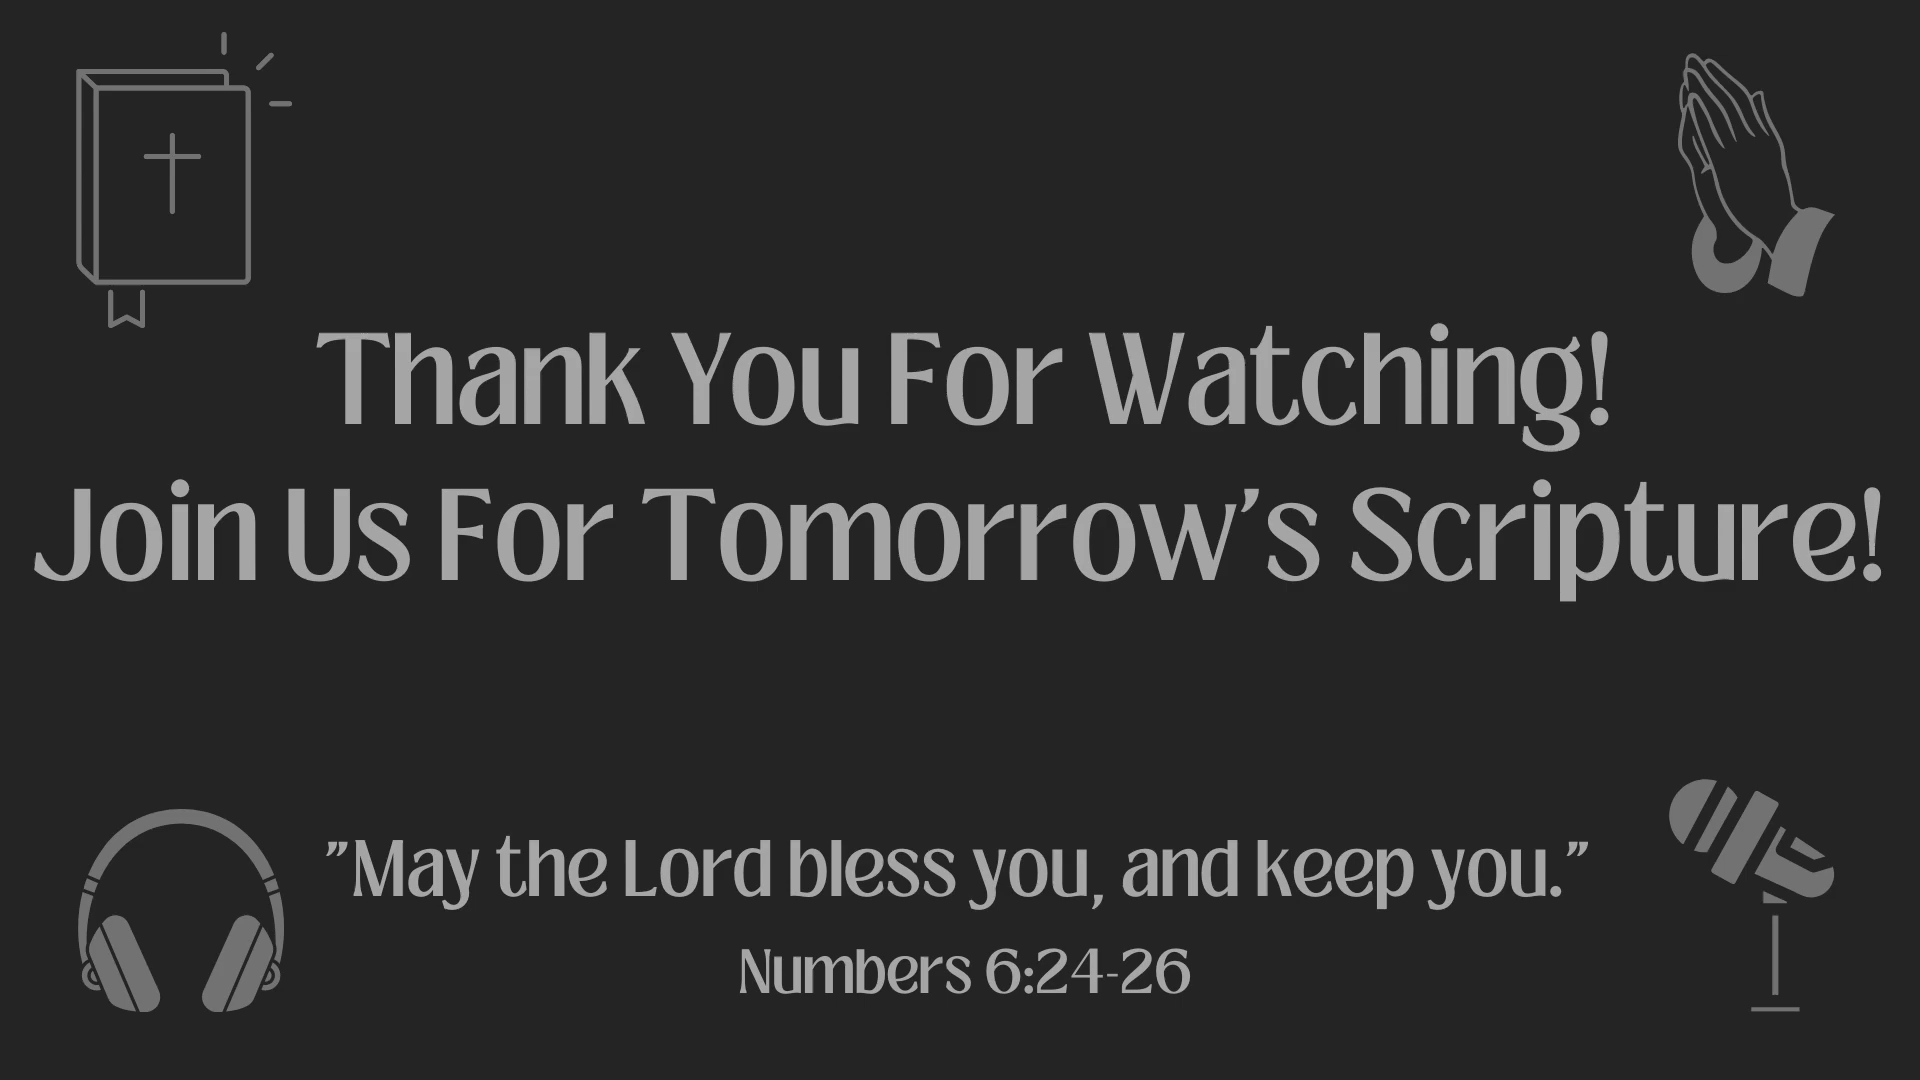 Thank You For Watching!
Join Us For Tomorrow’s Scripture!
”May the Lord bless you, and keep you.”
Numbers 6:24-26